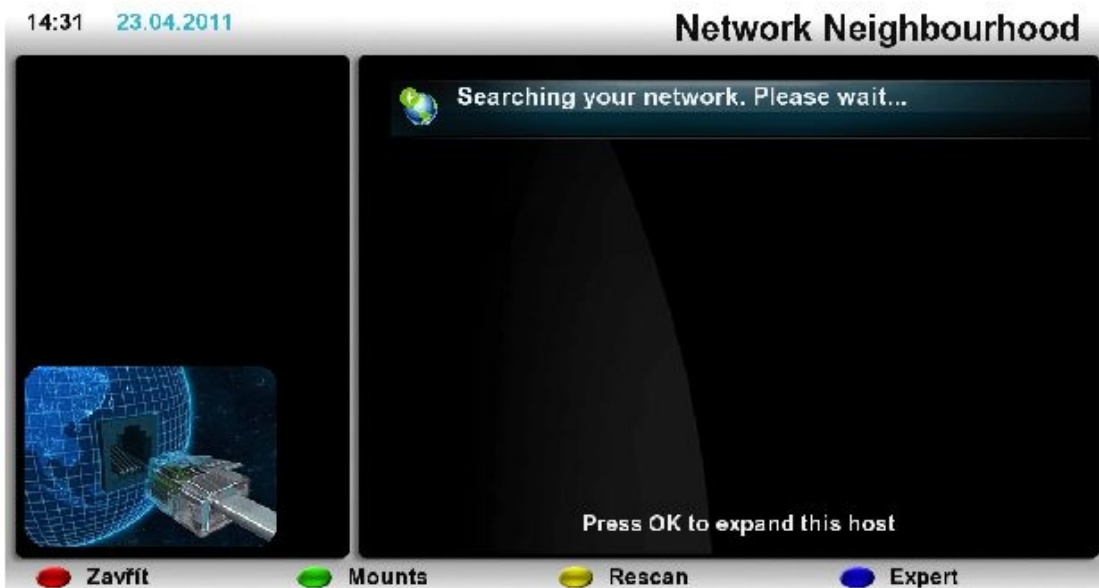 14:31 23.04.2011
Network Neighbourhood
Searching your network. Please wait...
Press OK to expand this host
Zavřít Mounts Rescan Expert